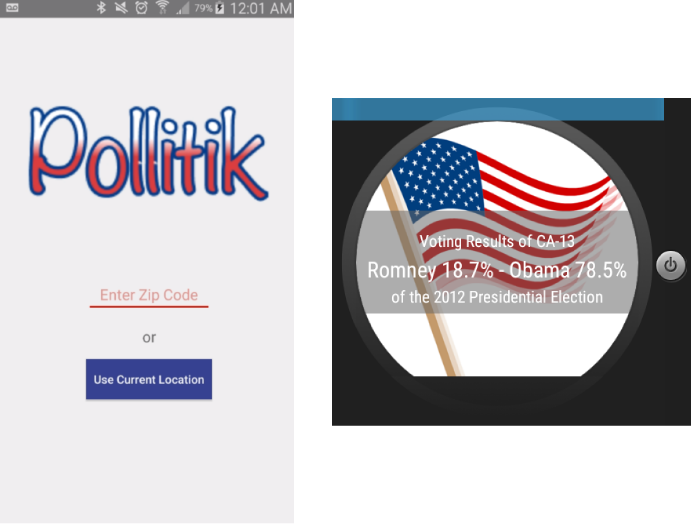 79% 12:01 AM
Pollitik
Enter Zip Code
or
Use Current Location
Voting Results of CA-13
Romney 18.7% - Obama 78.5%
of the 2012 Presidential Election